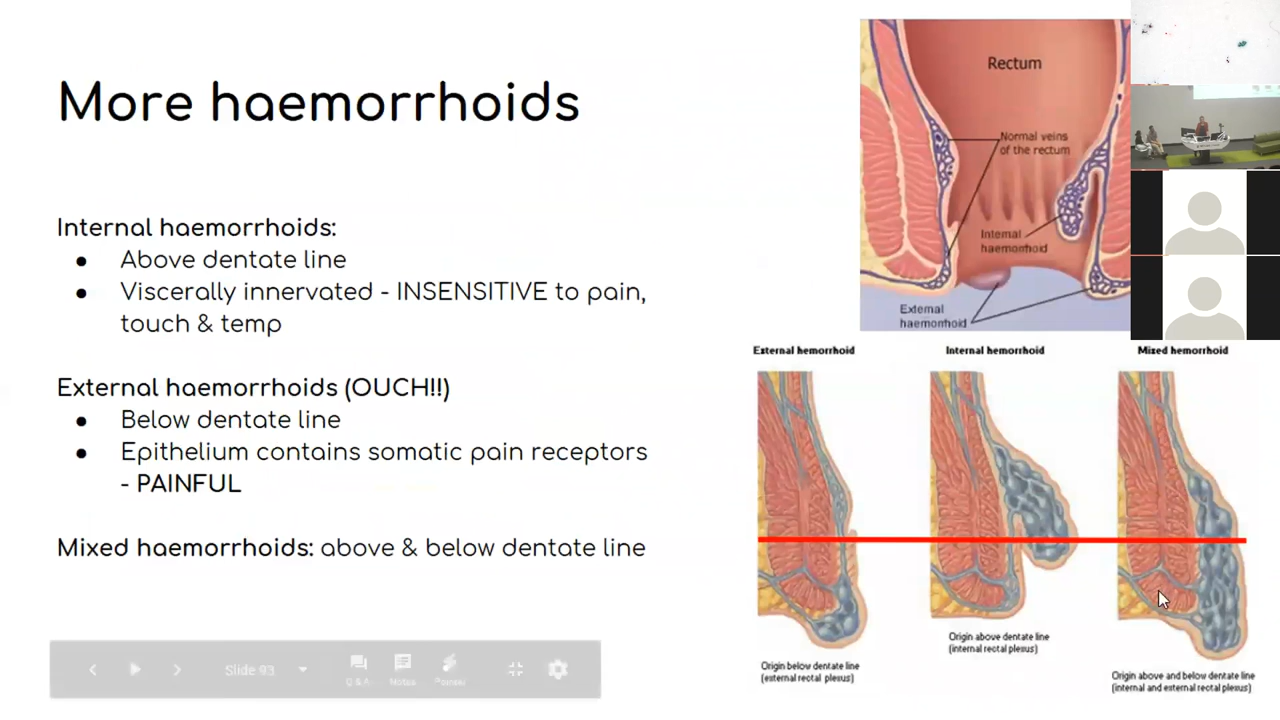 More haemorrhoids
Internal haemorrhoids:
● Above dentate line
● Viscerally innervated - INSENSITIVE to pain,
touch & temp
External haemorrhoids (OUCH!!)
● Below dentate line
● Epithelium contains somatic pain receptors
- PAINFUL
Mixed haemorrhoids: above & below dentate line
Rectum
Normal veins
of the rectum
Internal
haemorrhoid
External
haemorrhoid
External hemorrhoid
Internal hemorrhoid
Mixed hemorrhoid
Origin above dentate line
(internal rectal plexus)
Origin below dentate line
(external rectal plexus)
Origin above and below dentate line
(internal and external rectal plexus)
Slide 93
Q & A
Notes
Pointer